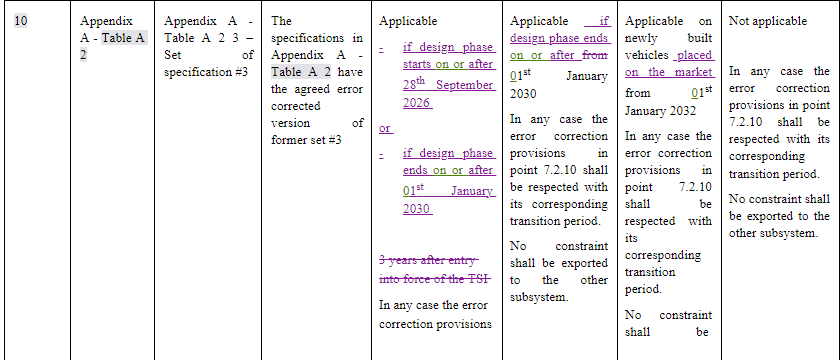 10
Appendix
A - Table A
2
Appendix A -
Table A 2 3 –
Set of
specification #3
The
specifications in
Appendix A -
Table A 2 have
the agreed error
corrected
version of
former set #3
Applicable
- if design phase
starts on or after
28th September
2026
or
- if design phase
ends on or after
01st January
2030
3 years after entry
into force of the TSI
In any case the error
correction provisions
Applicable if
design phase ends
on or after from
01st January
2030
In any case the
error correction
provisions in
point 7.2.10 shall
be respected with
its corresponding
transition period.
No constraint
shall be exported
to the other
subsystem.
Applicable on
newly built
vehicles placed
on the market
from 01st
January 2032
In any case the
error correction
provisions in
point 7.2.10
shall be
respected with
its
corresponding
transition
period.
No constraint
shall be
Not applicable
In any case the
error correction
provisions in point
7.2.10 shall be
respected with its
corresponding
transition period.
No constraint shall
be exported to the
other subsystem.